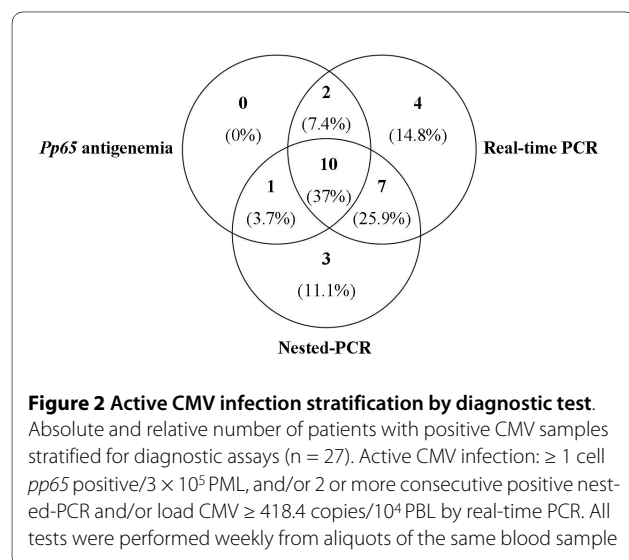 0
(0%)
2
(7.4%)
4
(14.8%)
Pp65 antigenemia
Real-time PCR
10
(37%)
1
(3.7%)
7
(25.9%)
3
(11.1%)
Nested-PCR
Figure 2 Active CMV infection stratification by diagnostic test.
Absolute and relative number of patients with positive CMV samples
stratified for diagnostic assays (n = 27). Active CMV infection: ≥ 1 cell
pp65 positive/3 × 10⁵ PML, and/or 2 or more consecutive positive nest-
ed-PCR and/or load CMV ≥ 418.4 copies/10⁴ PBL by real-time PCR. All
tests were performed weekly from aliquots of the same blood sample